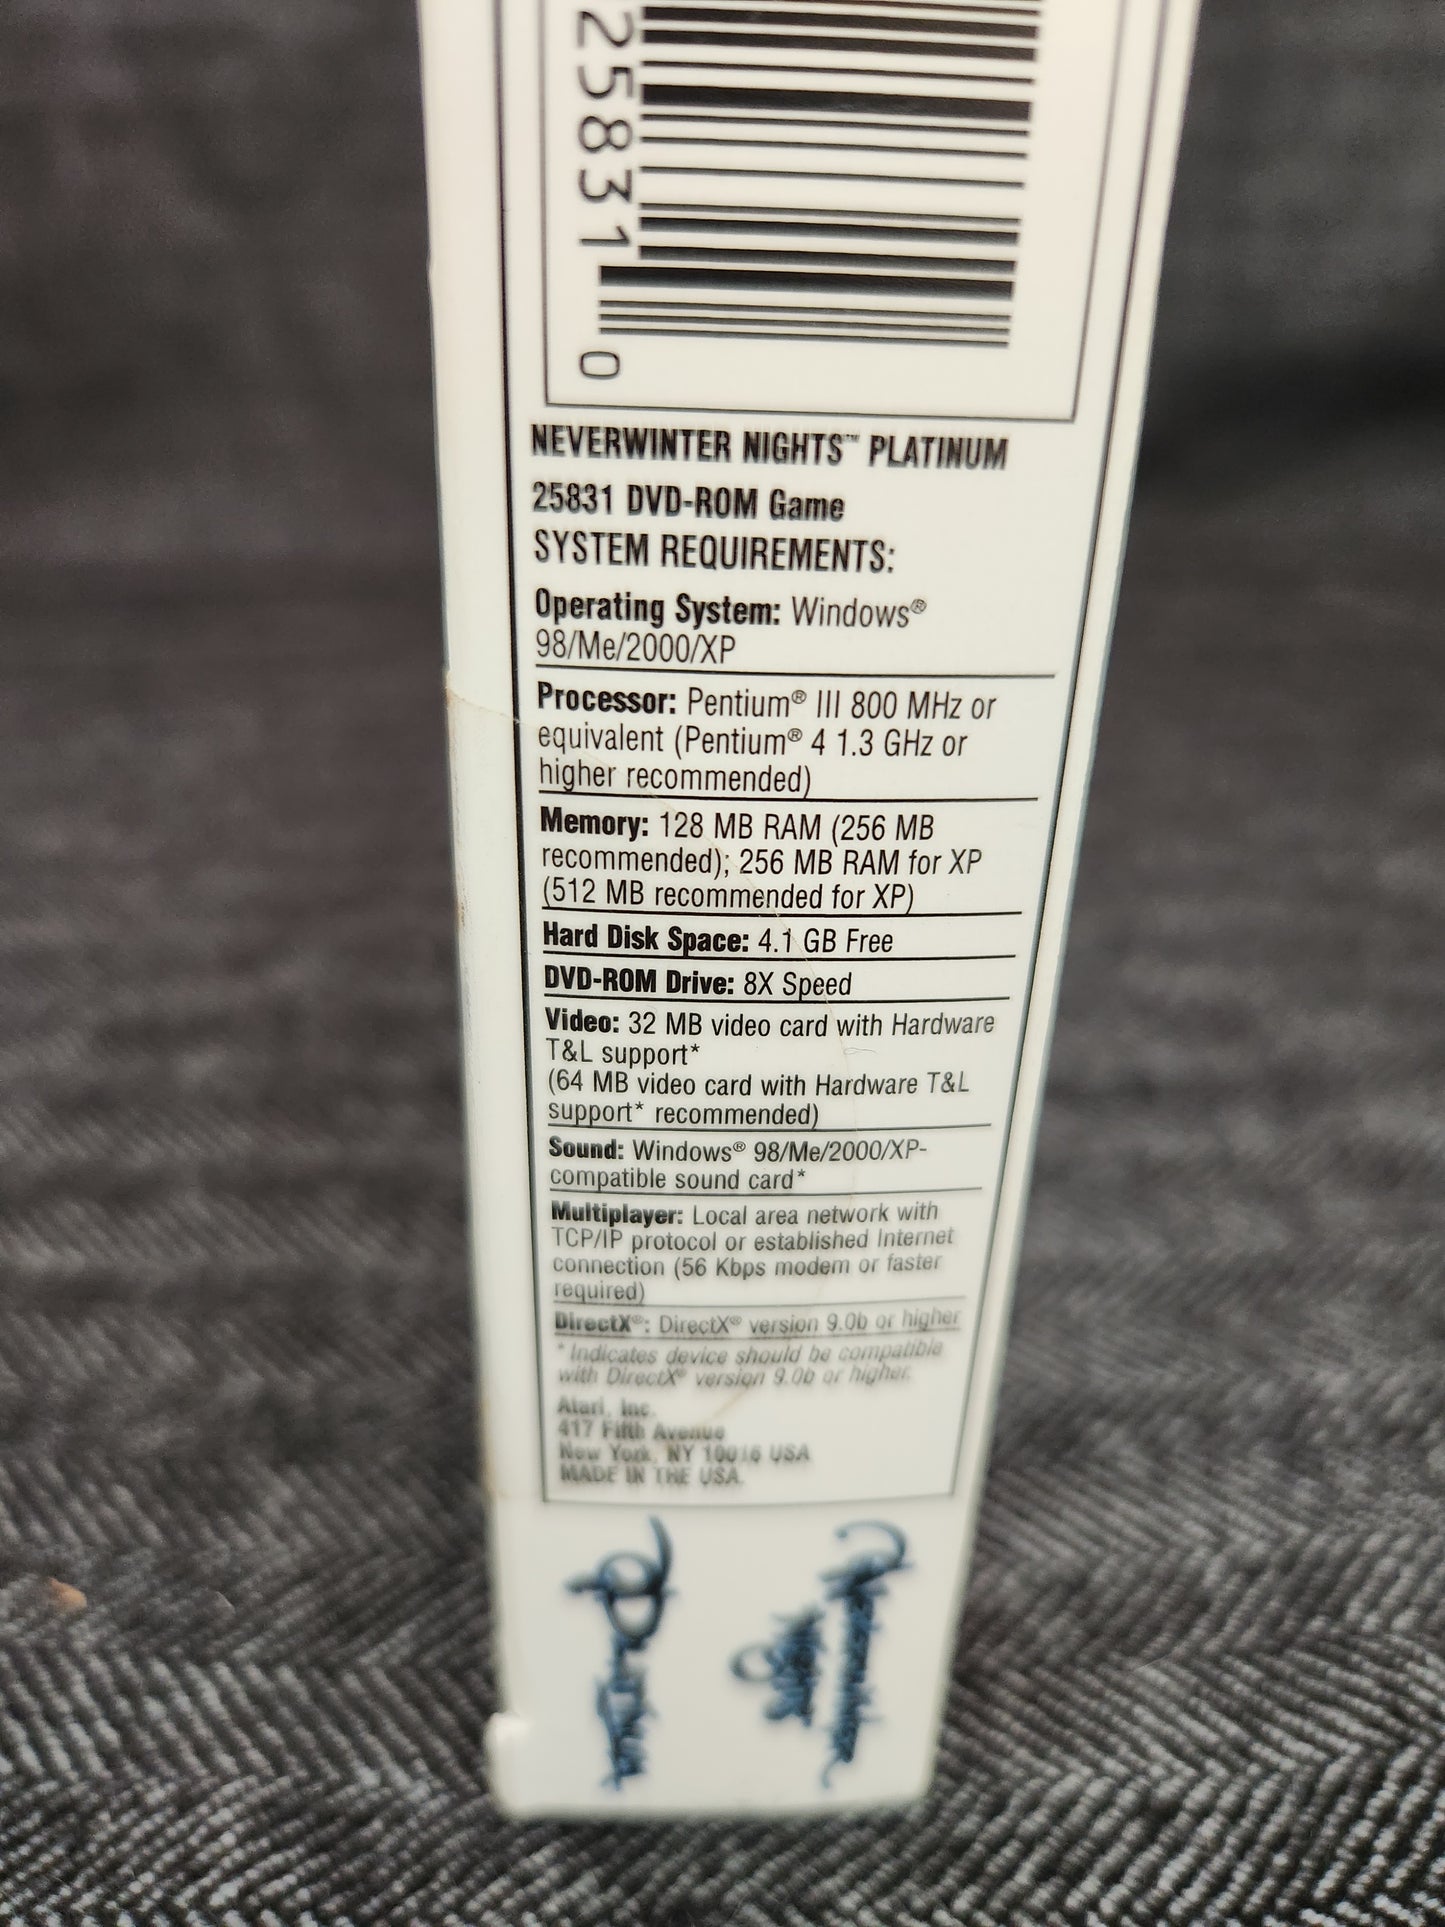 25831
0
NEVERWINTER NIGHTS™ PLATINUM
25831 DVD-ROM Game
SYSTEM REQUIREMENTS:
Operating System: Windows®
98/Me/2000/XP
Processor: Pentium® III 800 MHz or
equivalent (Pentium® 4 1.3 GHz or
higher recommended)
Memory: 128 MB RAM (256 MB
recommended); 256 MB RAM for XP
(512 MB recommended for XP)
Hard Disk Space: 4.1 GB Free
DVD-ROM Drive: 8X Speed
Video: 32 MB video card with Hardware
T&L support*
(64 MB video card with Hardware T&L
support* recommended)
Sound: Windows® 98/Me/2000/XP-
compatible sound card*
Multiplayer: Local area network with
TCP/IP protocol or established Internet
connection (56 Kbps modem or faster
required)
DirectX®: DirectX® version 9.0b or higher
* Indicates device should be compatible
with DirectX® version 9.0b or higher.
Atari, Inc.
417 Fifth Avenue
New York, NY 10016 USA
MADE IN THE USA.
Neverwinter
Nights
Platinum